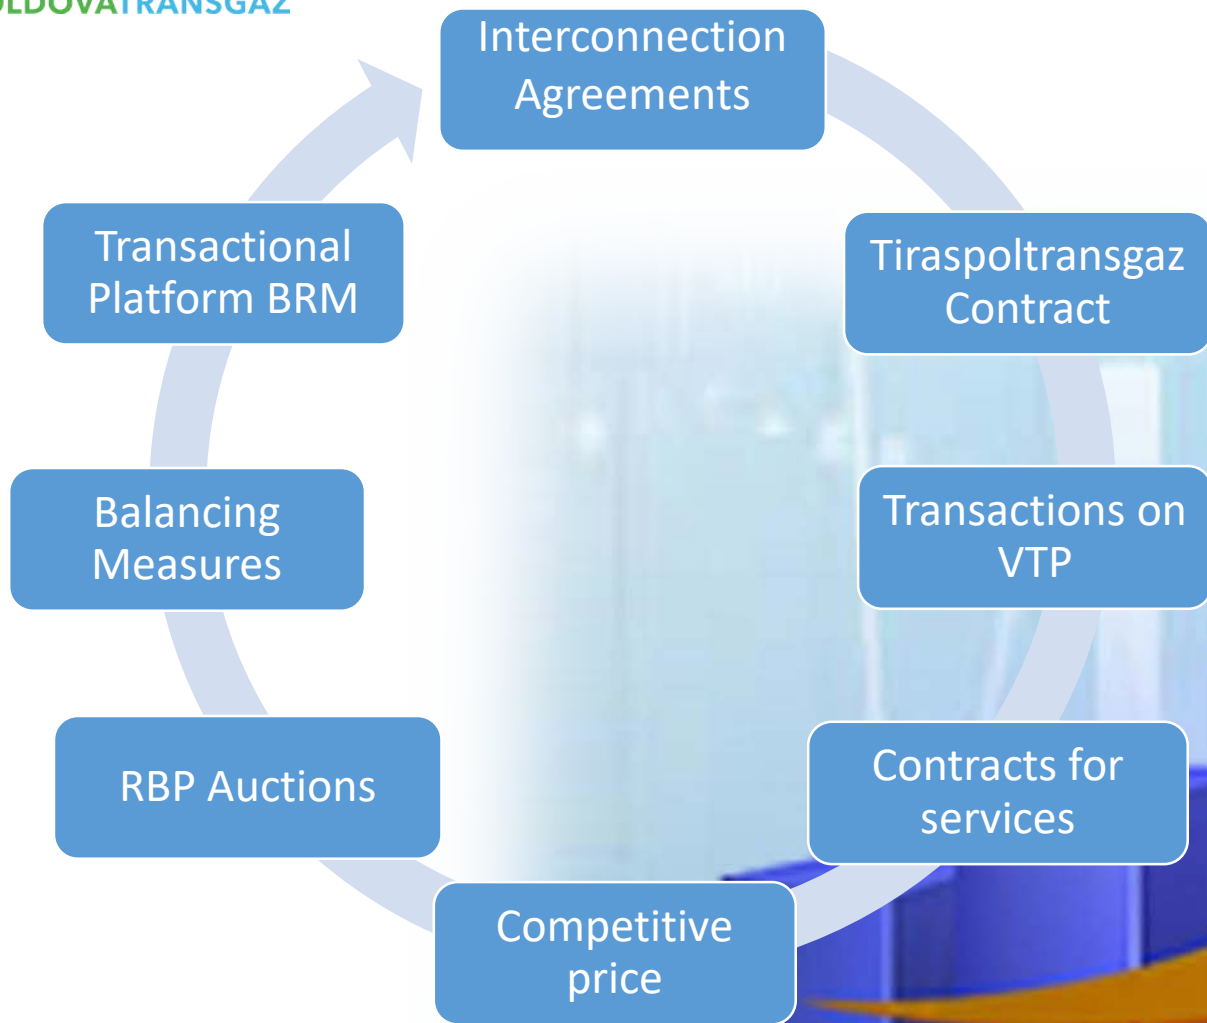 OLDOVATRANSGAZ
Interconnection
Agreements
Tiraspoltransgaz
Contract
Transactions on
VTP
Contracts for
services
Competitive
price
RBP Auctions
Balancing
Measures
Transactional
Platform BRM